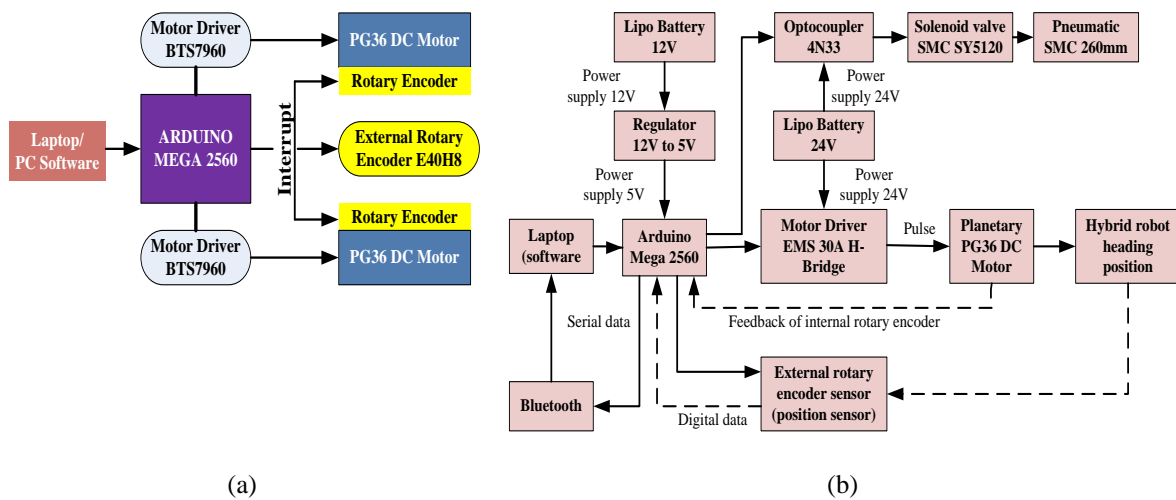 Motor Driver
BTS7960
PG36 DC Motor
Rotary Encoder
Laptop/
PC Software
ARDUINO
MEGA 2560
Interrupt
External Rotary
Encoder E40H8
Rotary Encoder
Motor Driver
BTS7960
PG36 DC Motor
(a)
Lipo Battery
12V
Optocoupler
4N33
Solenoid valve
SMC SY5120
Pneumatic
SMC 260mm
Power
supply 12V
Power
supply 24V
Regulator
12V to 5V
Lipo Battery
24V
Power
supply 5V
Power
supply 24V
Laptop
(software
Arduino
Mega 2560
Motor Driver
EMS 30A H-
Bridge
Pulse
Planetary
PG36 DC
Motor
Hybrid robot
heading
position
Serial data
Feedback of internal rotary encoder
Bluetooth
Digital data
External rotary
encoder sensor
(position sensor)
(b)